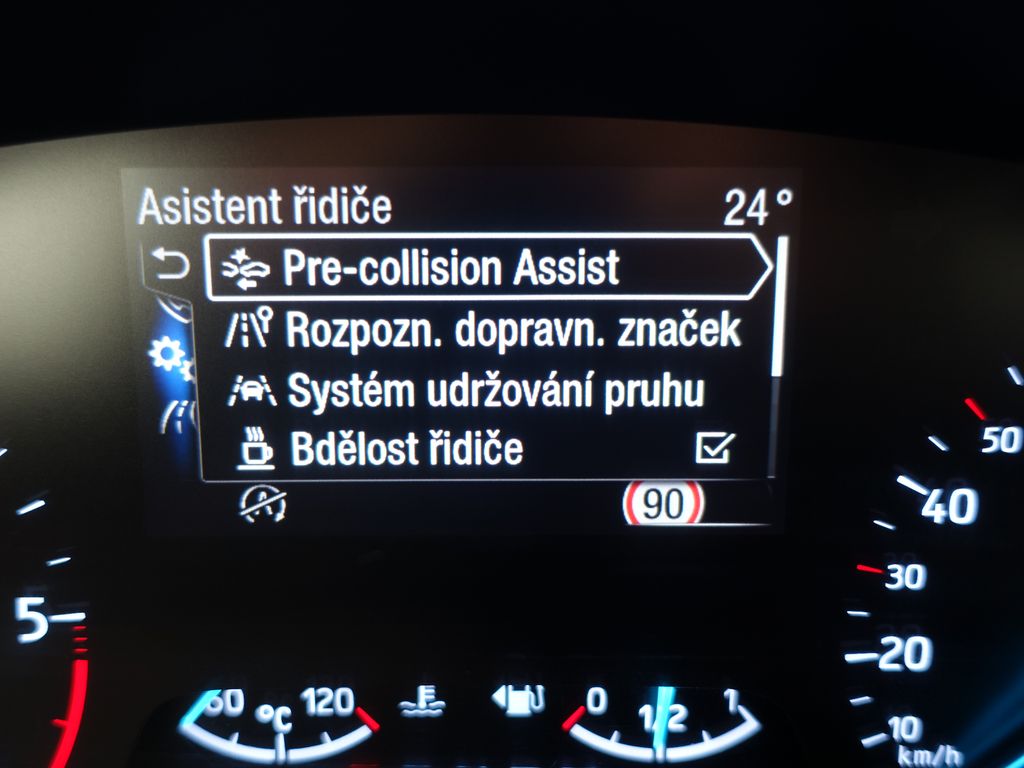 Asistent řidiče 24°
Pre-collision Assist
Rozpozn. dopravn. značek
Systém udržování pruhu
Bdělost řidiče
A 90
50
40
30
5
20
60 °C 120 0 1/2 1
10
km/h